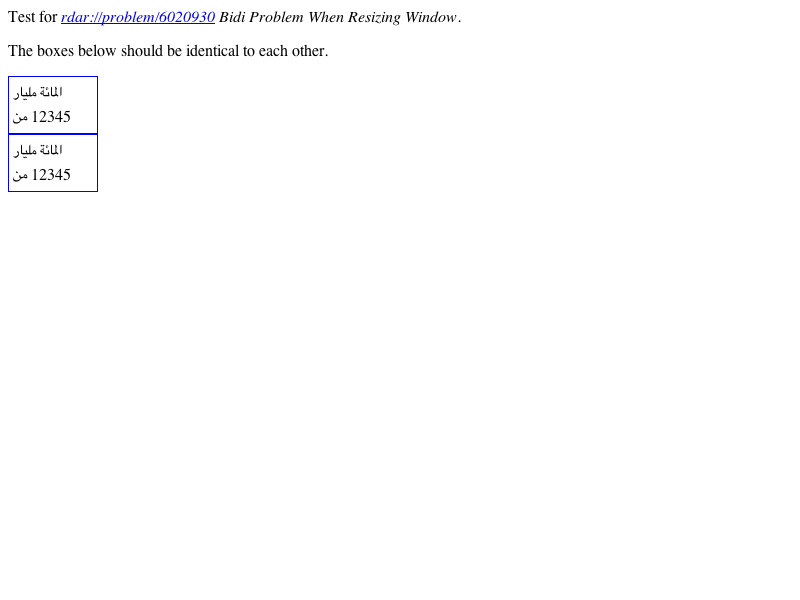 Test for rdar://problem/6020930 Bidi Problem When Resizing Window.
The boxes below should be identical to each other.
المائة مليار
12345 من
المائة مليار
12345 من